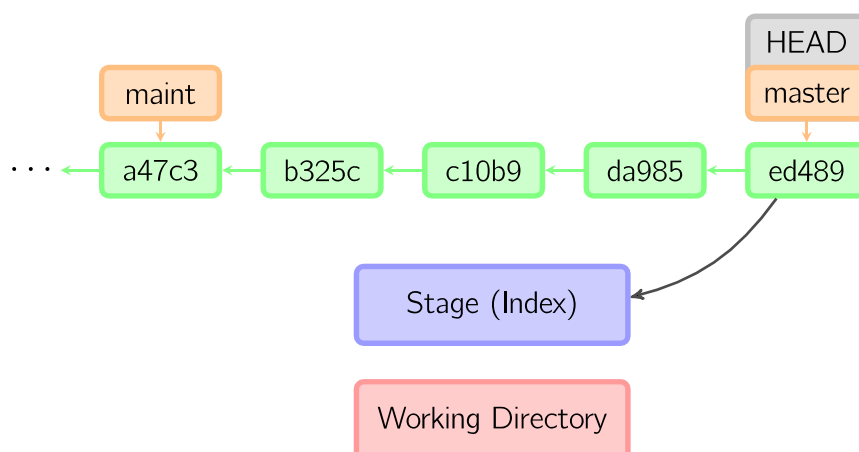 HEAD
maint
master
...
a47c3
b325c
c10b9
da985
ed489
Stage (Index)
Working Directory